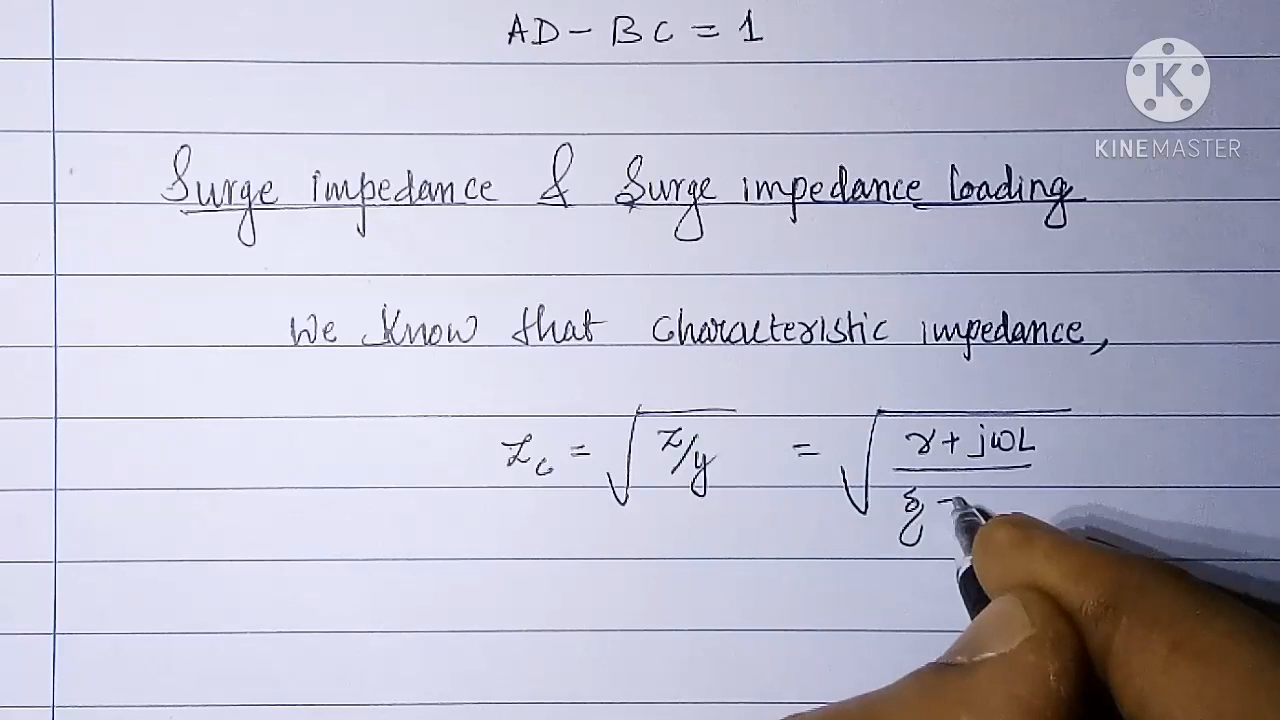 AD - BC = 1
KINEMASTER
Surge impedance & Surge impedance loading
We know that characteristic impedance,
Zc = √z/y = √(r + jωL)/(g -